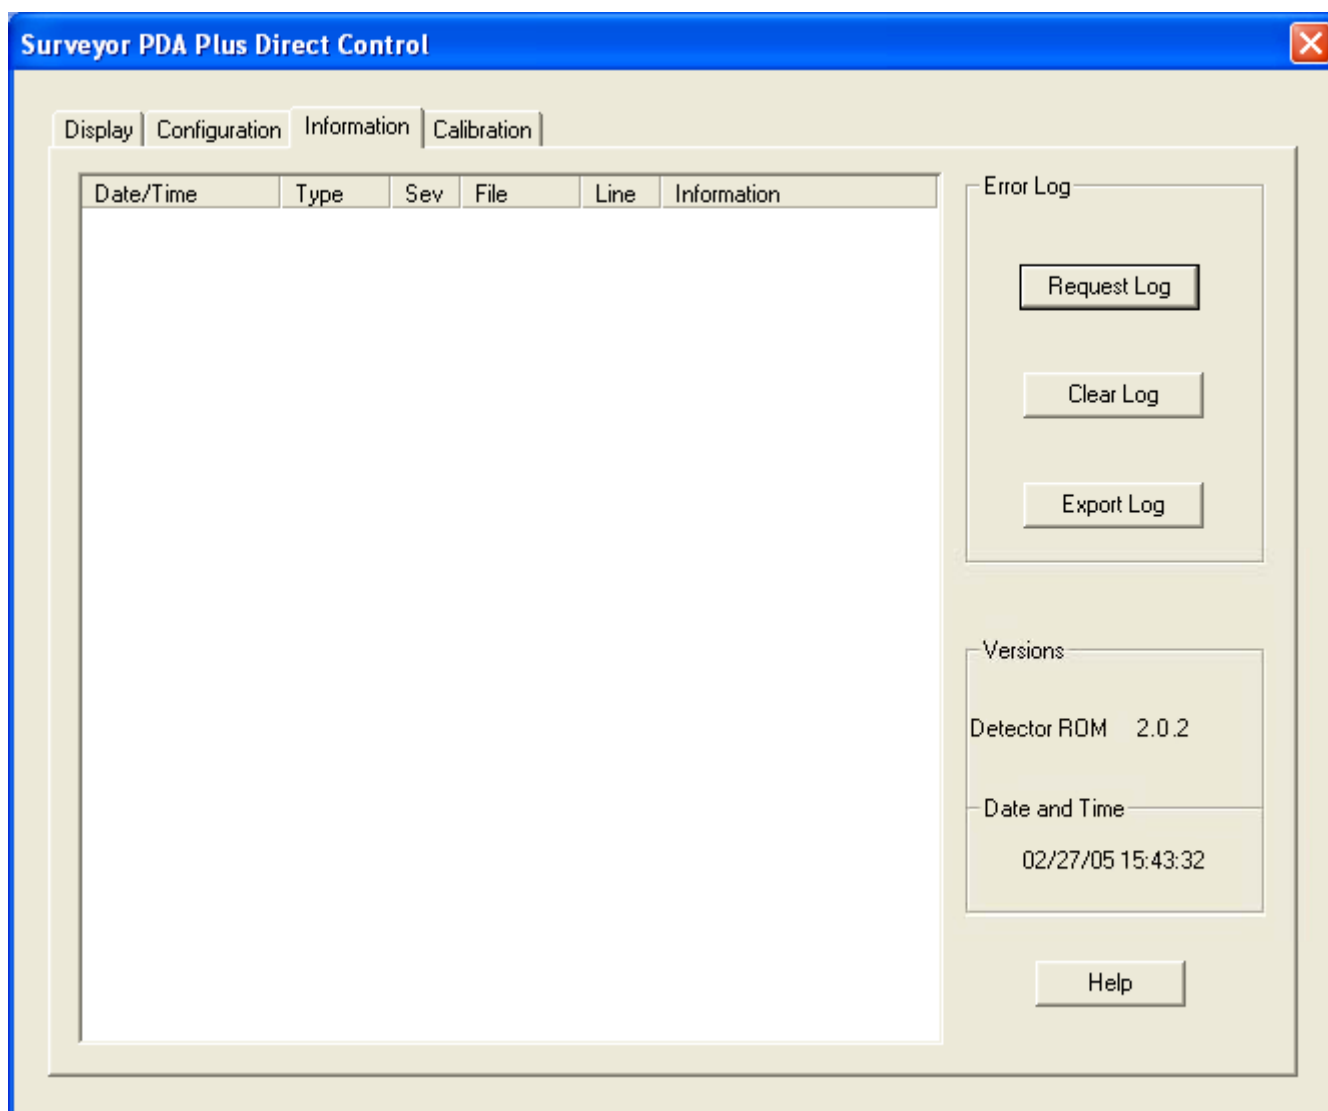 Surveyor PDA Plus Direct Control
Display Configuration Information Calibration
Date/Time Type Sev File Line Information
Error Log
Request Log
Clear Log
Export Log
Versions
Detector ROM 2.0.2
Date and Time
02/27/05 15:43:32
Help